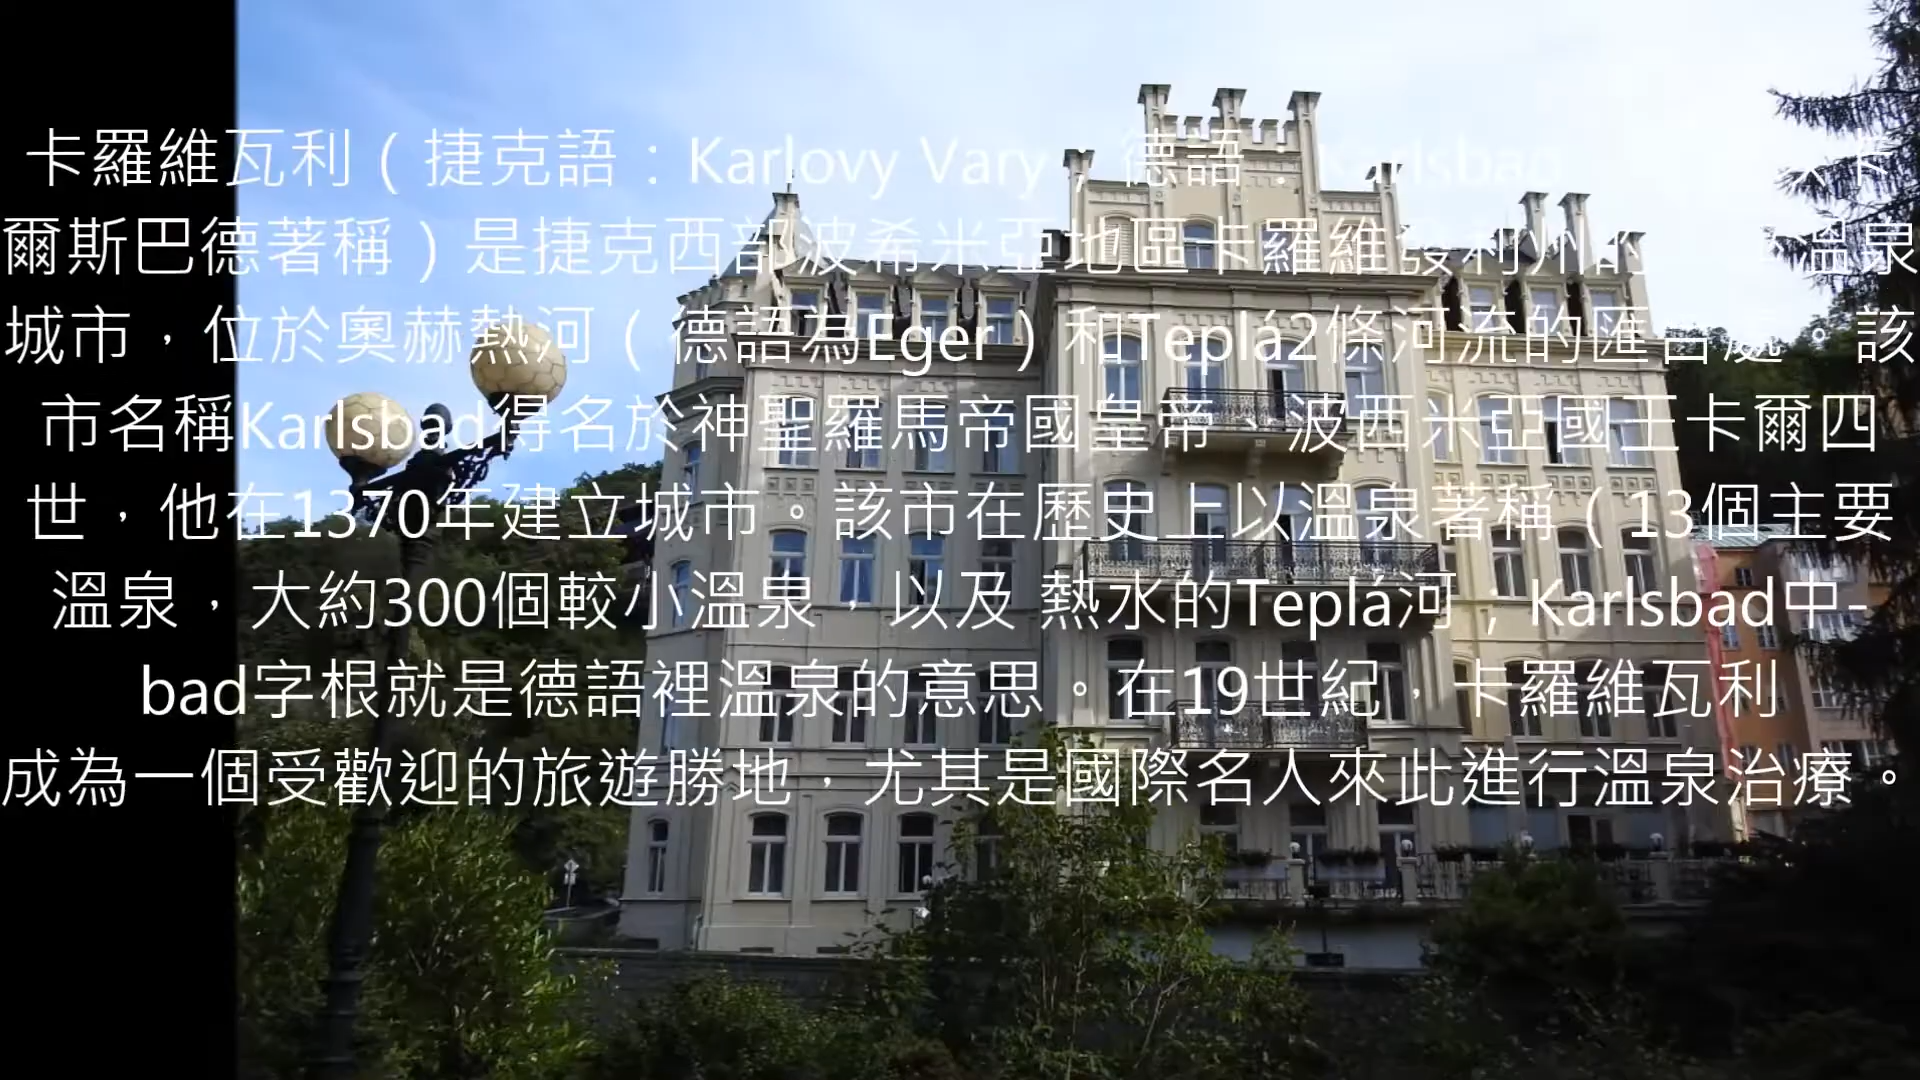 卡羅維瓦利（捷克語：Karlovy Vary；德語：Karlsbad 卡
爾斯巴德著稱）是捷克西部波希米亞地區卡羅維發利州的 溫泉
城市，位於奧赫熱河（德語為Eger）和Teplá2條河流的匯合處。該
市名稱Karlsbad得名於神聖羅馬帝國皇帝、波西米亞國王卡爾四
世，他在1370年建立城市。該市在歷史上以溫泉著稱（13個主要
溫泉，大約300個較小溫泉，以及 熱水的Teplá河；Karlsbad中-
bad字根就是德語裡溫泉的意思。在19世紀，卡羅維瓦利
成為一個受歡迎的旅遊勝地，尤其是國際名人來此進行溫泉治療。